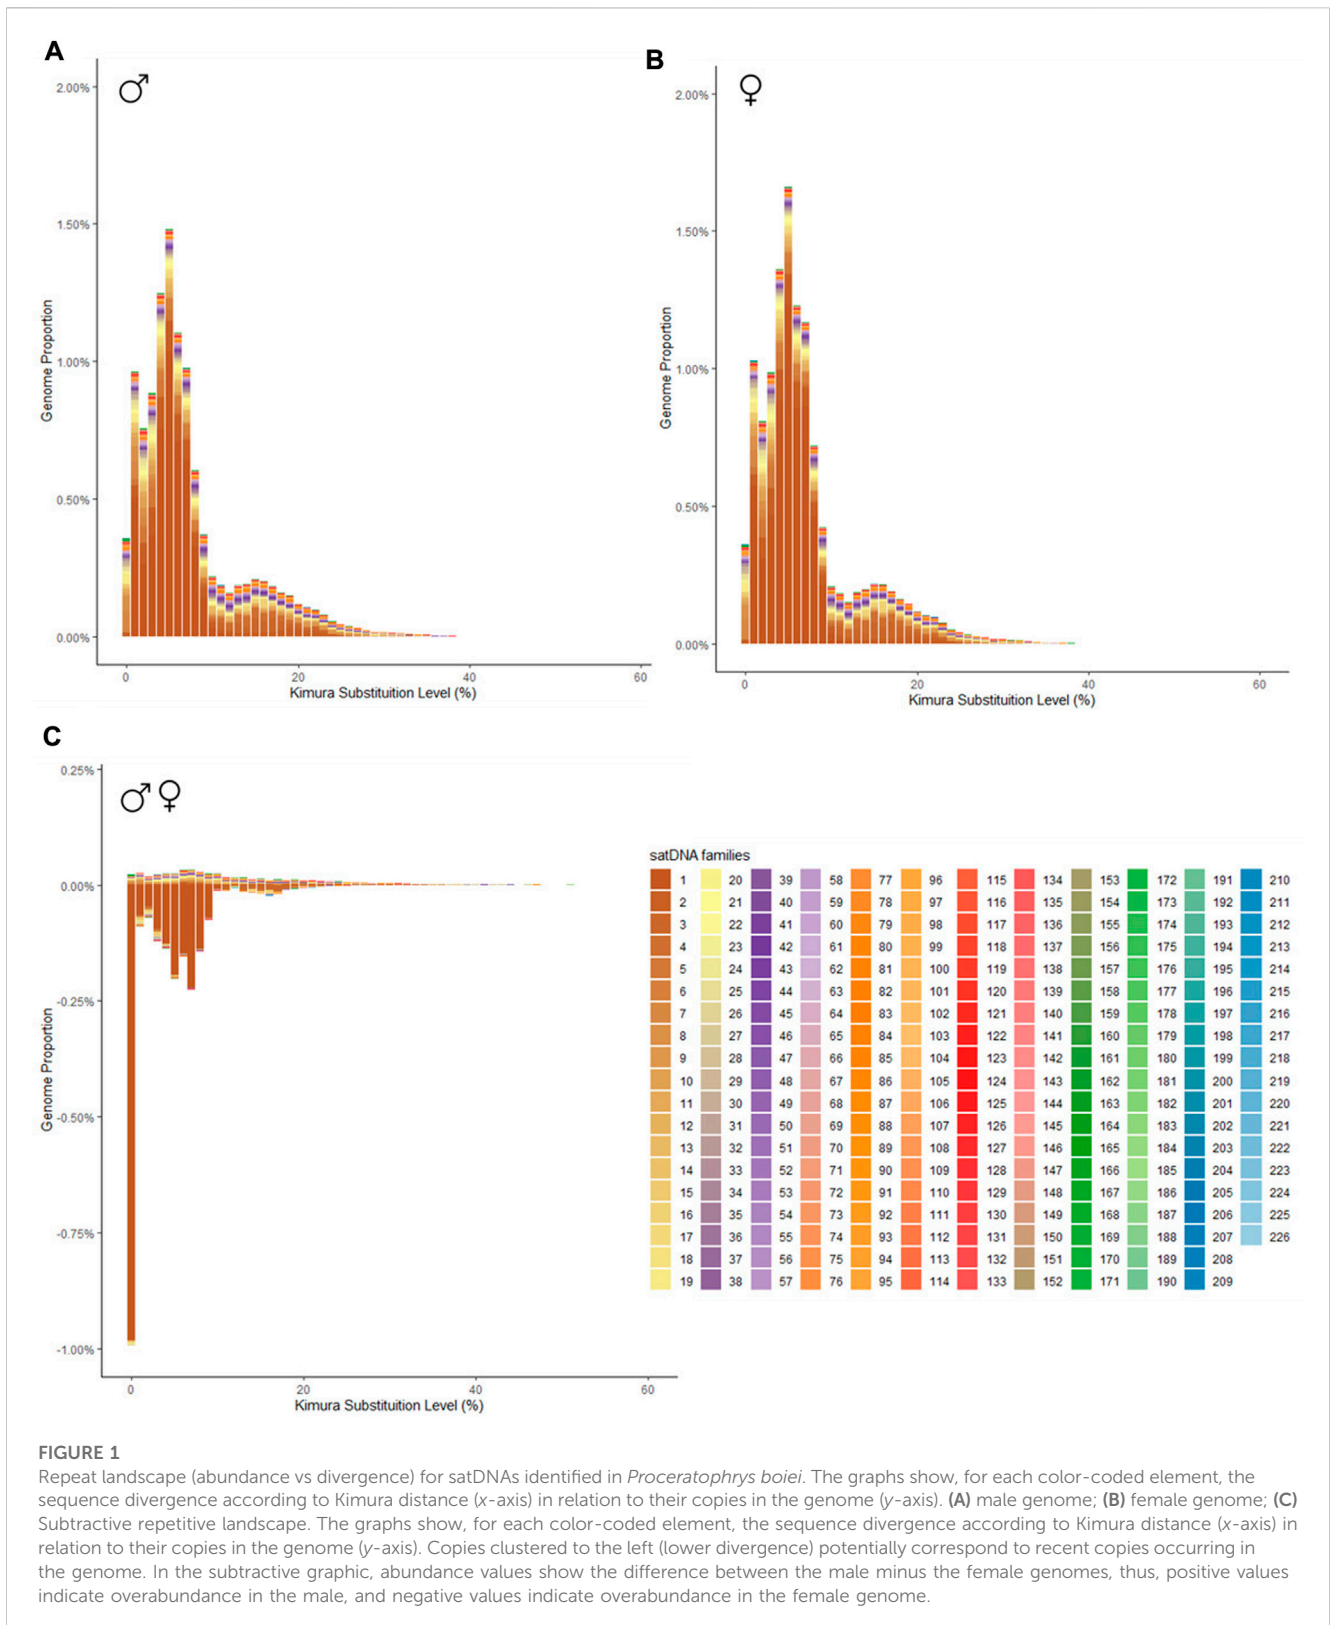 A
♂
2.00%
1.50%
1.00%
0.50%
0.00%
Genome Proportion
0 20 40 60
Kimura Substituition Level (%)
B
♀
2.00%
1.50%
1.00%
0.50%
0.00%
Genome Proportion
0 20 40 60
Kimura Substituition Level (%)
C
♂♀
0.25%
0.00%
-0.25%
-0.50%
-0.75%
-1.00%
Genome Proportion
0 20 40 60
Kimura Substituition Level (%)
satDNA families
1 20 39 58 77 96 115 134 153 172 191 210
2 21 40 59 78 97 116 135 154 173 192 211
3 22 41 60 79 98 117 136 155 174 193 212
4 23 42 61 80 99 118 137 156 175 194 213
5 24 43 62 81 100 119 138 157 176 195 214
6 25 44 63 82 101 120 139 158 177 196 215
7 26 45 64 83 102 121 140 159 178 197 216
8 27 46 65 84 103 122 141 160 179 198 217
9 28 47 66 85 104 123 142 161 180 199 218
10 29 48 67 86 105 124 143 162 181 200 219
11 30 49 68 87 106 125 144 163 182 201 220
12 31 50 69 88 107 126 145 164 183 202 221
13 32 51 70 89 108 127 146 165 184 203 222
14 33 52 71 90 109 128 147 166 185 204 223
15 34 53 72 91 110 129 148 167 186 205 224
16 35 54 73 92 111 130 149 168 187 206 225
17 36 55 74 93 112 131 150 169 188 207 226
18 37 56 75 94 113 132 151 170 189 208
19 38 57 76 95 114 133 152 171 190 209
FIGURE 1
Repeat landscape (abundance vs divergence) for satDNAs identified in Proceratophrys boiei. The graphs show, for each color-coded element, the
sequence divergence according to Kimura distance (x-axis) in relation to their copies in the genome (y-axis). (A) male genome; (B) female genome; (C)
Subtractive repetitive landscape. The graphs show, for each color-coded element, the sequence divergence according to Kimura distance (x-axis) in
relation to their copies in the genome (y-axis). Copies clustered to the left (lower divergence) potentially correspond to recent copies occurring in
the genome. In the subtractive graphic, abundance values show the difference between the male minus the female genomes, thus, positive values
indicate overabundance in the male, and negative values indicate overabundance in the female genome.